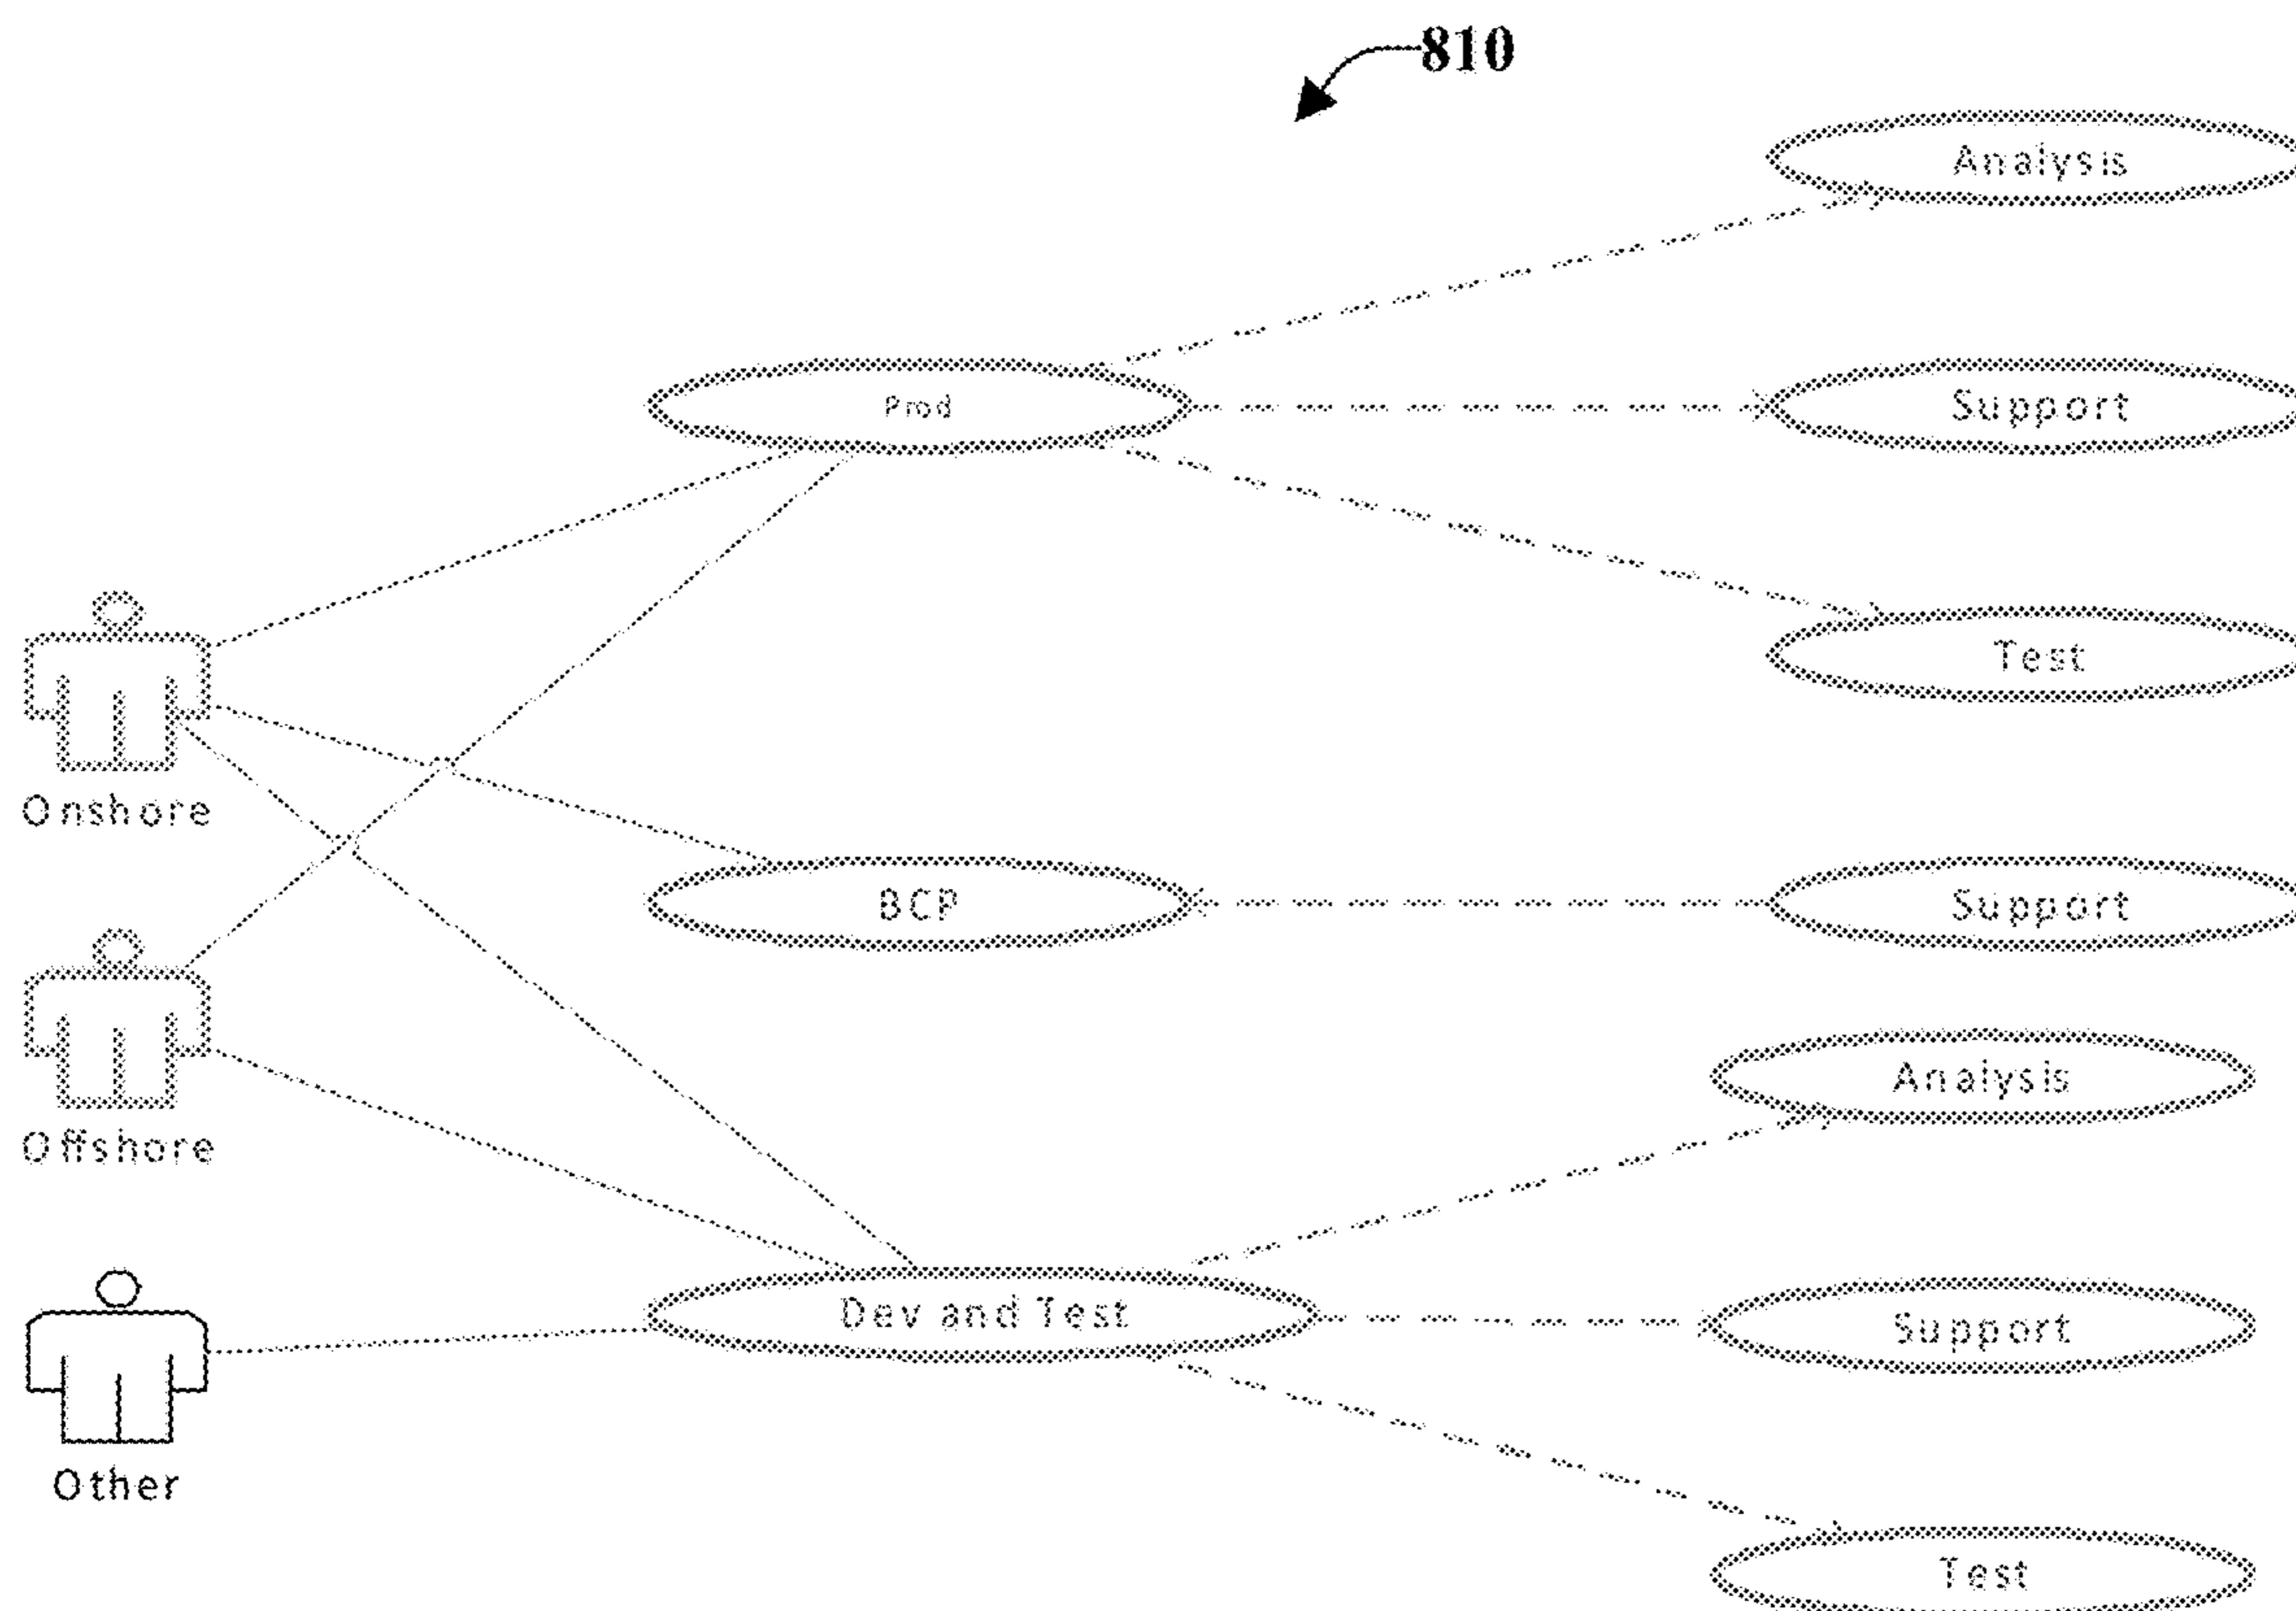 810
Analysis
Prod
Support
Test
Onshore
BCP
Support
Offshore
Analysis
Dev and Test
Support
Other
Test